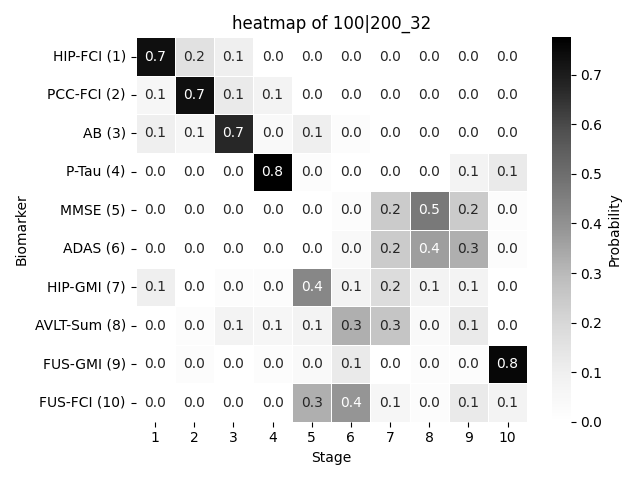 heatmap of 100|200_32
HIP-FCI (1) 0.7 0.2 0.1 0.0 0.0 0.0 0.0 0.0 0.0 0.0
PCC-FCI (2) 0.1 0.7 0.1 0.1 0.0 0.0 0.0 0.0 0.0 0.0
AB (3) 0.1 0.1 0.7 0.0 0.1 0.0 0.0 0.0 0.0 0.0
P-Tau (4) 0.0 0.0 0.0 0.8 0.0 0.0 0.0 0.0 0.1 0.1
MMSE (5) 0.0 0.0 0.0 0.0 0.0 0.0 0.2 0.5 0.2 0.0
ADAS (6) 0.0 0.0 0.0 0.0 0.0 0.0 0.2 0.4 0.3 0.0
HIP-GMI (7) 0.1 0.0 0.0 0.0 0.4 0.1 0.2 0.1 0.1 0.0
AVLT-Sum (8) 0.0 0.0 0.1 0.1 0.1 0.3 0.3 0.0 0.1 0.0
FUS-GMI (9) 0.0 0.0 0.0 0.0 0.0 0.1 0.0 0.0 0.0 0.8
FUS-FCI (10) 0.0 0.0 0.0 0.0 0.3 0.4 0.1 0.0 0.1 0.1
1 2 3 4 5 6 7 8 9 10
Stage
Biomarker
0.7
0.6
0.5
0.4
0.3
0.2
0.1
0.0
Probability